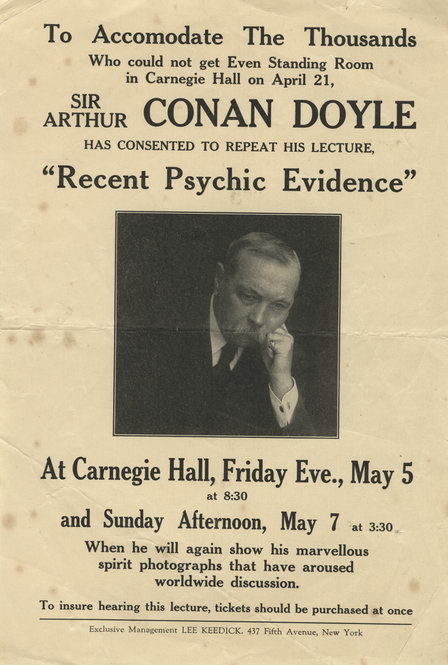 To Accomodate The Thousands
Who could not get Even Standing Room
in Carnegie Hall on April 21,
SIR ARTHUR CONAN DOYLE
HAS CONSENTED TO REPEAT HIS LECTURE,
“Recent Psychic Evidence”
At Carnegie Hall, Friday Eve., May 5
at 8:30
and Sunday Afternoon, May 7 at 3:30
When he will again show his marvellous
spirit photographs that have aroused
worldwide discussion.
To insure hearing this lecture, tickets should be purchased at once
Exclusive Management LEE KEEDICK. 437 Fifth Avenue, New York